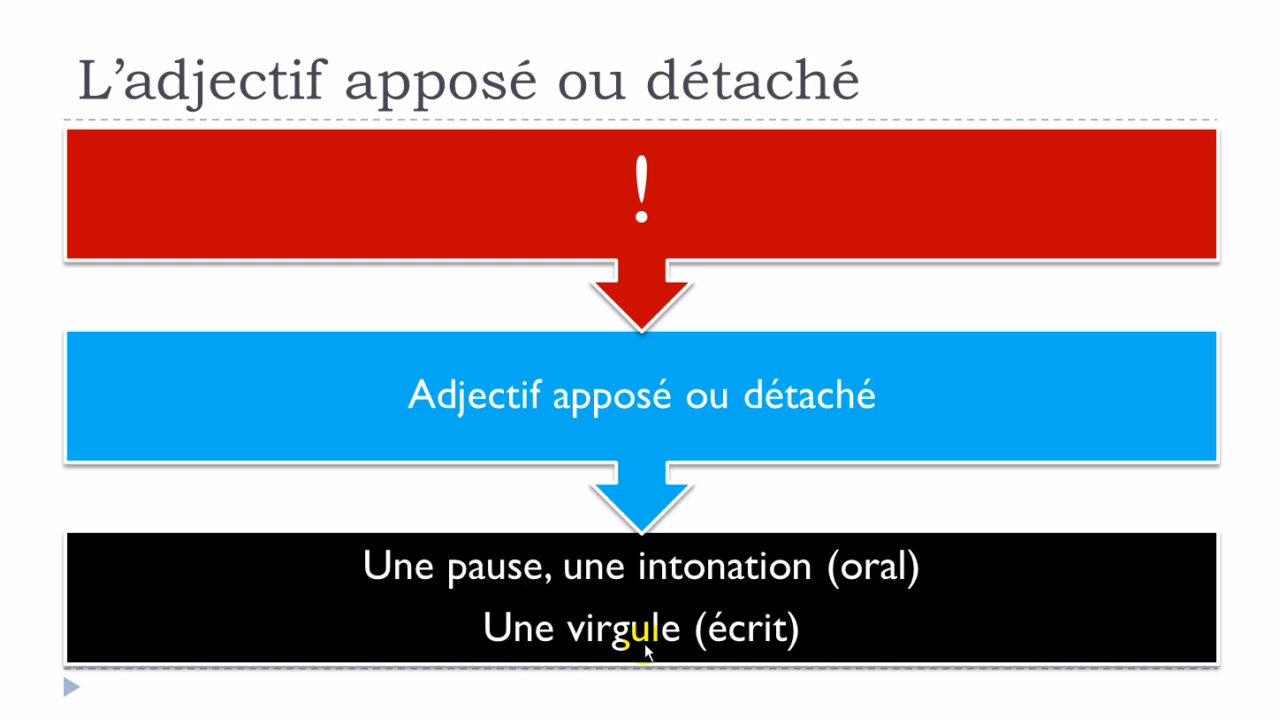 L’adjectif apposé ou détaché
!
Adjectif apposé ou détaché
Une pause, une intonation (oral)
Une virgule (écrit)